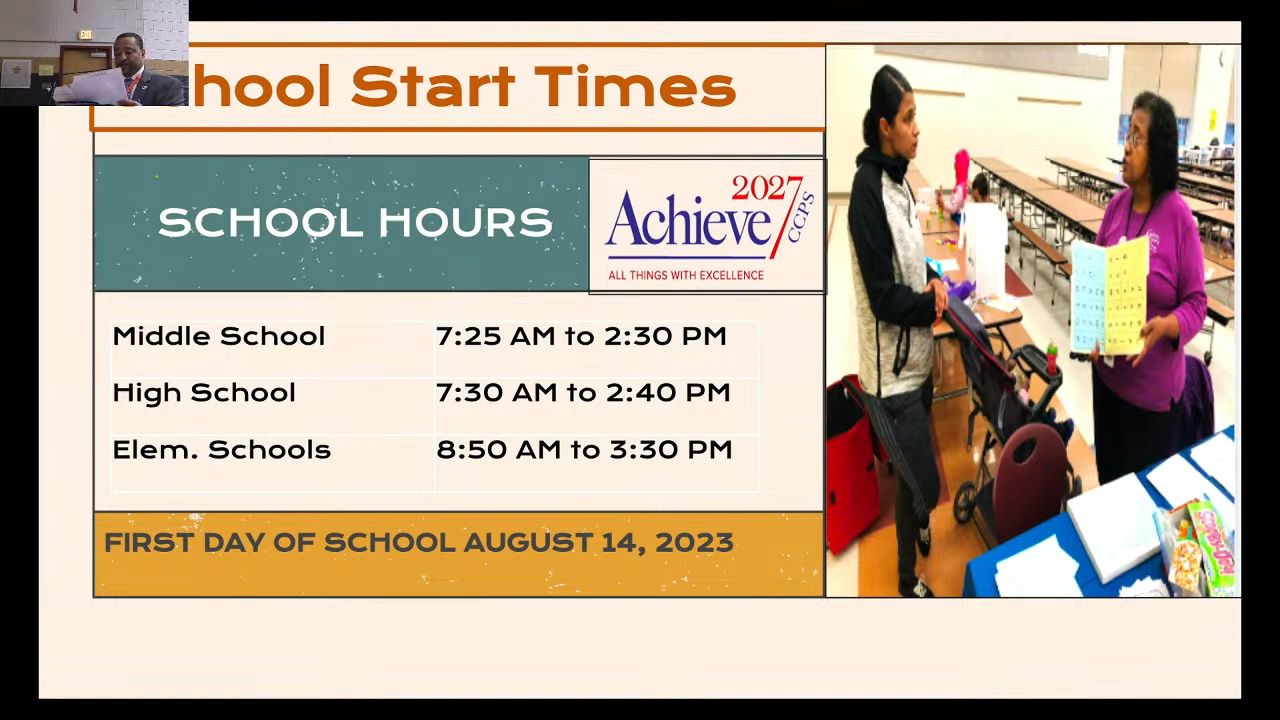 EXIT
hool Start Times
SCHOOL HOURS
2027
Achieve
CCPS
ALL THINGS WITH EXCELLENCE
Middle School 7:25 AM to 2:30 PM
High School 7:30 AM to 2:40 PM
Elem. Schools 8:50 AM to 3:30 PM
FIRST DAY OF SCHOOL AUGUST 14, 2023